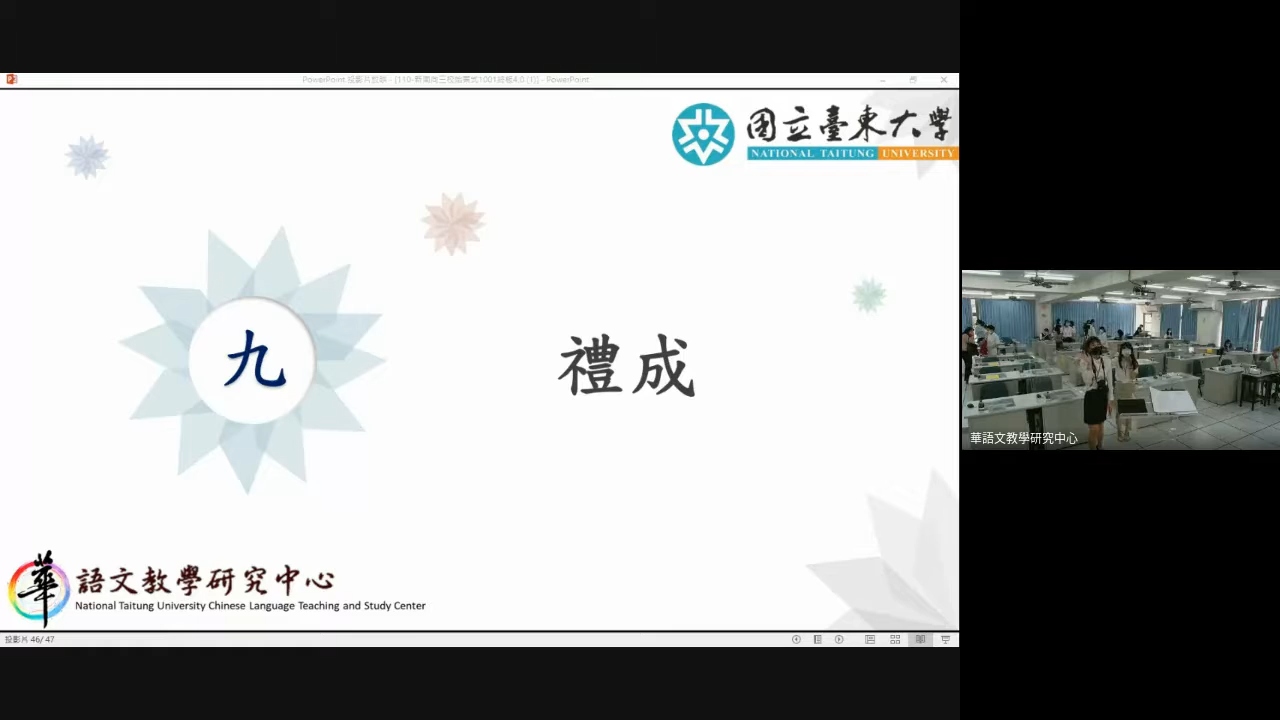 國立臺東大學
NATIONAL TAITUNG UNIVERSITY
九
禮成
華語文教學研究中心
National Taitung University Chinese Language Teaching and Study Center
投影片 46/ 47
華語文教學研究中心